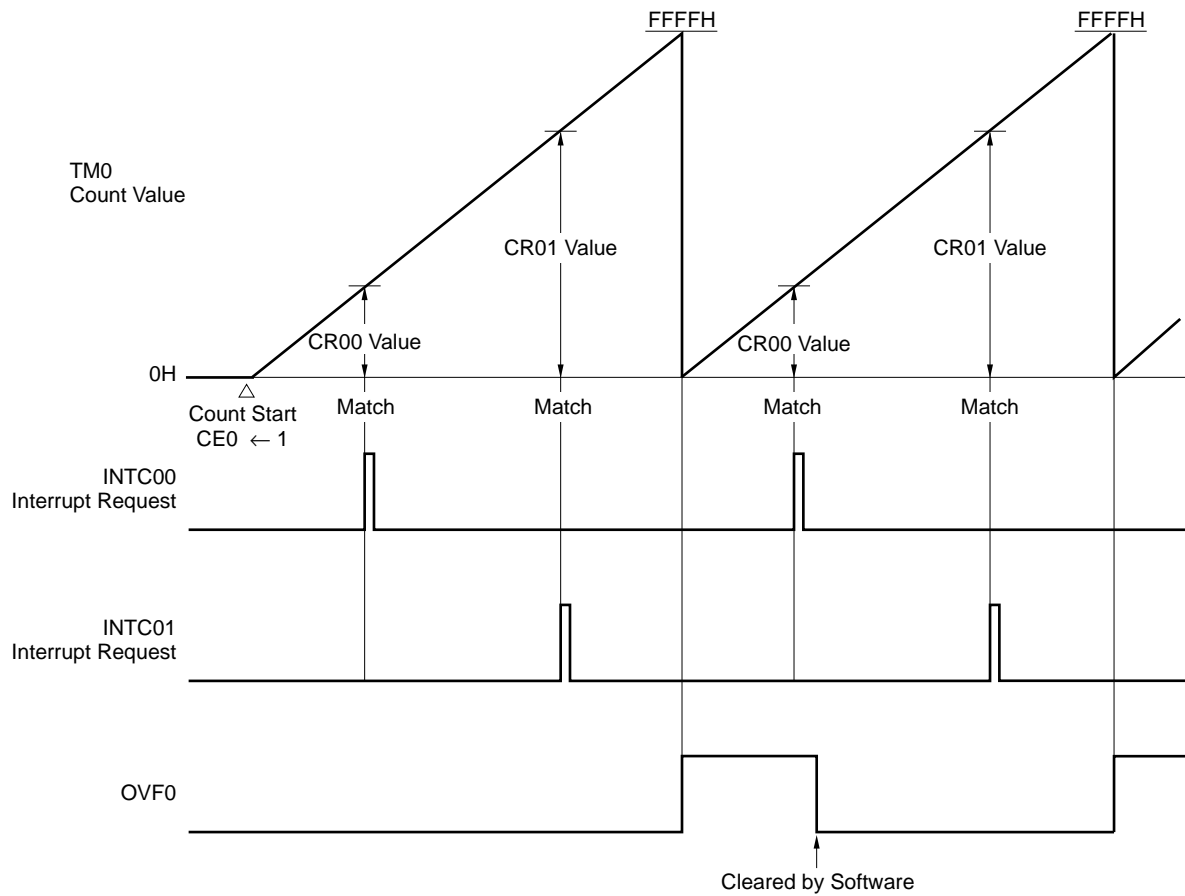 FFFFH
FFFFH
TM0
Count Value
CR01 Value
CR01 Value
CR00 Value
CR00 Value
0H
Match
Match
Match
Match
Count Start
CE0 ← 1
INTC00
Interrupt Request
INTC01
Interrupt Request
OVF0
Cleared by Software